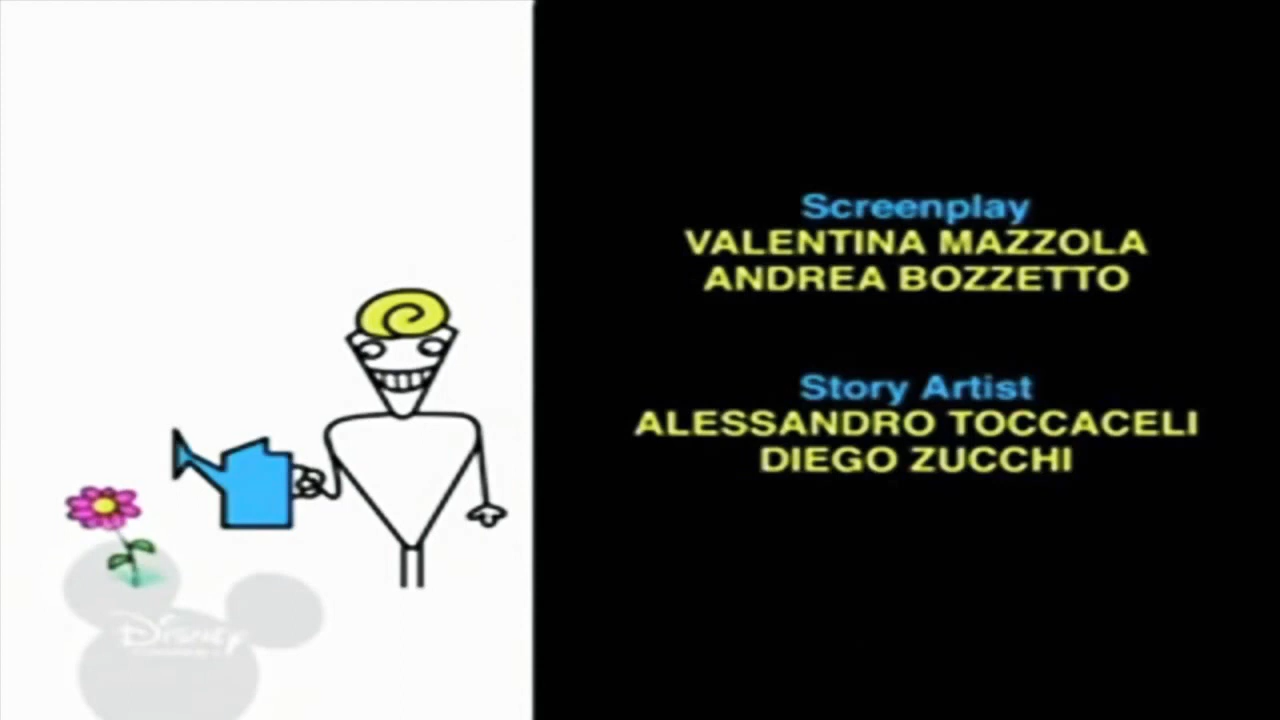 Screenplay
VALENTINA MAZZOLA
ANDREA BOZZETTO
Story Artist
ALESSANDRO TOCCACELI
DIEGO ZUCCHI
Disney